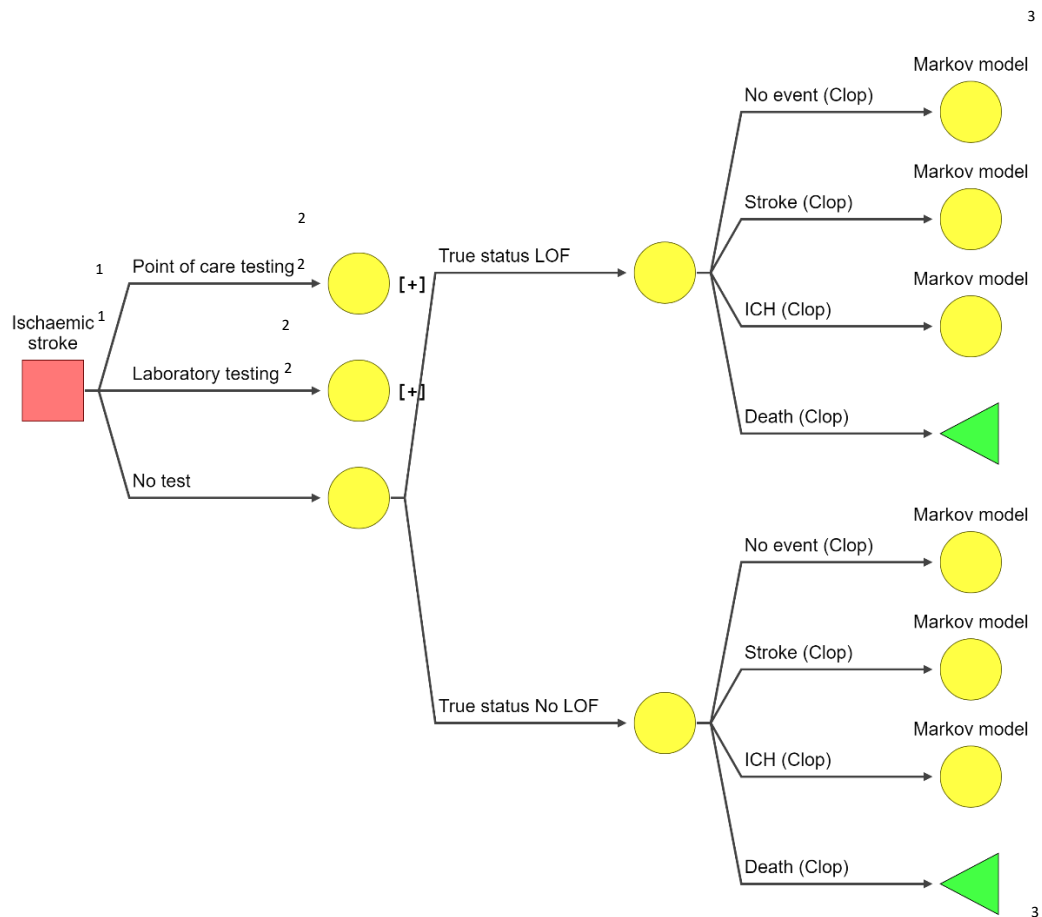 3
Markov model
No event (Clop)
Markov model
Stroke (Clop)
2
True status LOF
1
Point of care testing 2
[+]
Markov model
ICH (Clop)
Ischaemic 1
stroke
2
Laboratory testing 2
[+]
Death (Clop)
No test
Markov model
No event (Clop)
Markov model
Stroke (Clop)
True status No LOF
Markov model
ICH (Clop)
Death (Clop)
3